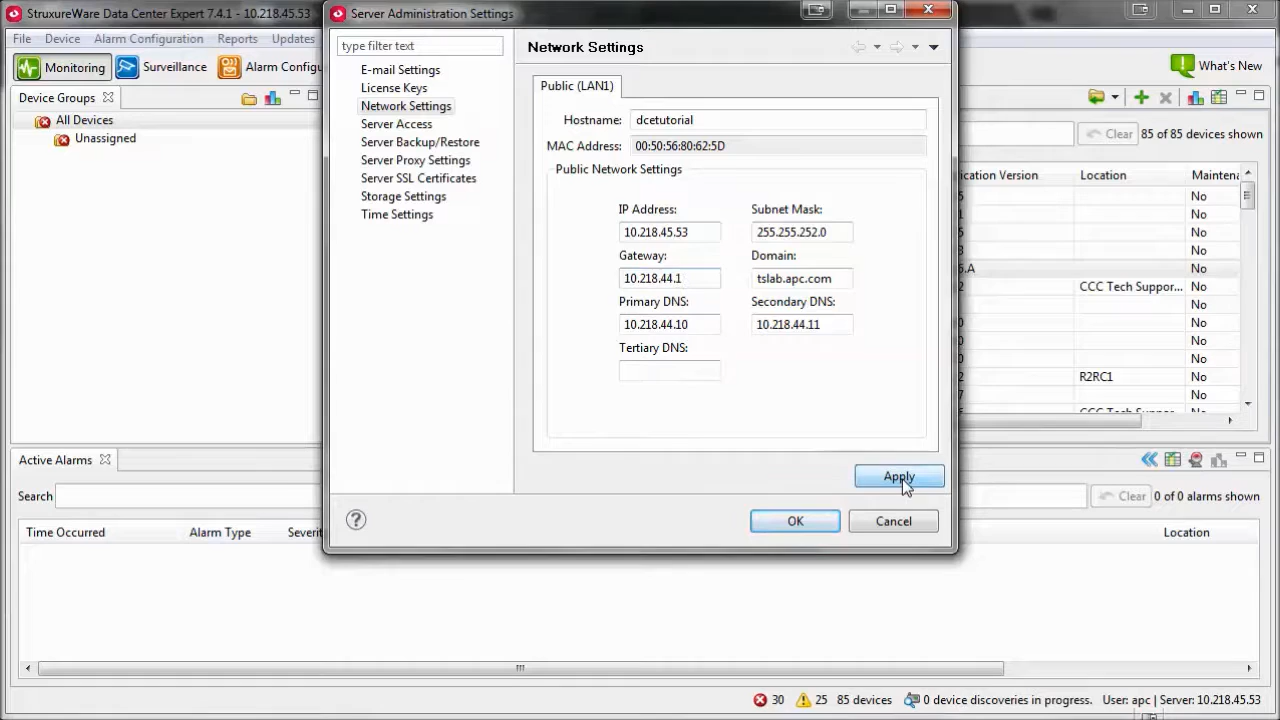 StruxureWare Data Center Expert 7.4.1 - 10.218.45.53
Server Administration Settings
File Device Alarm Configuration Reports Updates
Monitoring Surveillance Alarm Configu
What's New
Device Groups
All Devices
Unassigned
type filter text
E-mail Settings
License Keys
Network Settings
Server Access
Server Backup/Restore
Server Proxy Settings
Server SSL Certificates
Storage Settings
Time Settings
Network Settings
Public (LAN1)
Hostname: dcetutorial
MAC Address: 00:50:56:80:62:5D
Public Network Settings
IP Address: Subnet Mask:
10.218.45.53 255.255.252.0
Gateway: Domain:
10.218.44.1 tslab.apc.com
Primary DNS: Secondary DNS:
10.218.44.10 10.218.44.11
Tertiary DNS:
Apply
OK Cancel
Clear 85 of 85 devices shown
ication Version Location Maintena
No
No
No
No
.A No
CCC Tech Suppor... No
No
No
No
R2RC1 No
No
CCC Tech Suppor No
Active Alarms
Search
Clear 0 of 0 alarms shown
Time Occurred Alarm Type Severit Location
30 25 85 devices 0 device discoveries in progress. User: apc | Server: 10.218.45.53